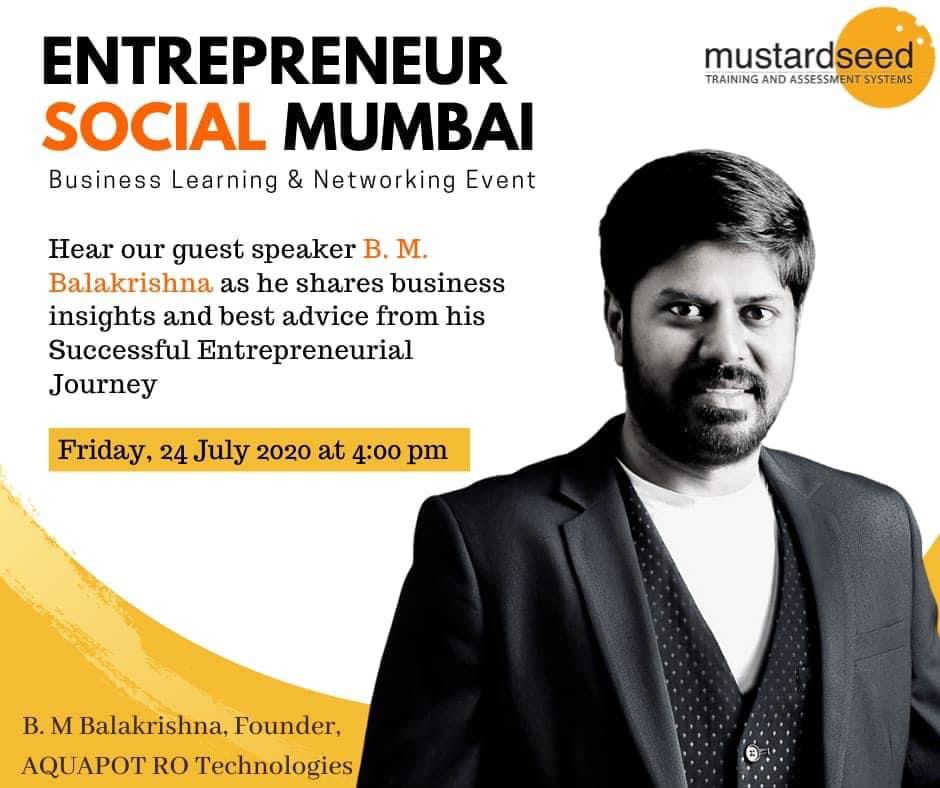 ENTREPRENEUR
SOCIAL MUMBAI
Business Learning & Networking Event
mustardseed
TRAINING AND ASSESSMENT SYSTEMS
Hear our guest speaker B. M.
Balakrishna as he shares business
insights and best advice from his
Successful Entrepreneurial
Journey
Friday, 24 July 2020 at 4:00 pm
B. M Balakrishna, Founder,
AQUAPOT RO Technologies